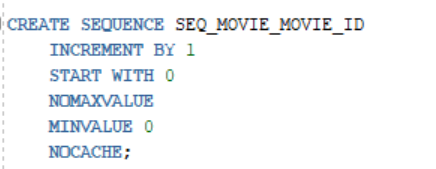 CREATE SEQUENCE SEQ_MOVIE_MOVIE_ID
INCREMENT BY 1
START WITH 0
NOMAXVALUE
MINVALUE 0
NOCACHE;